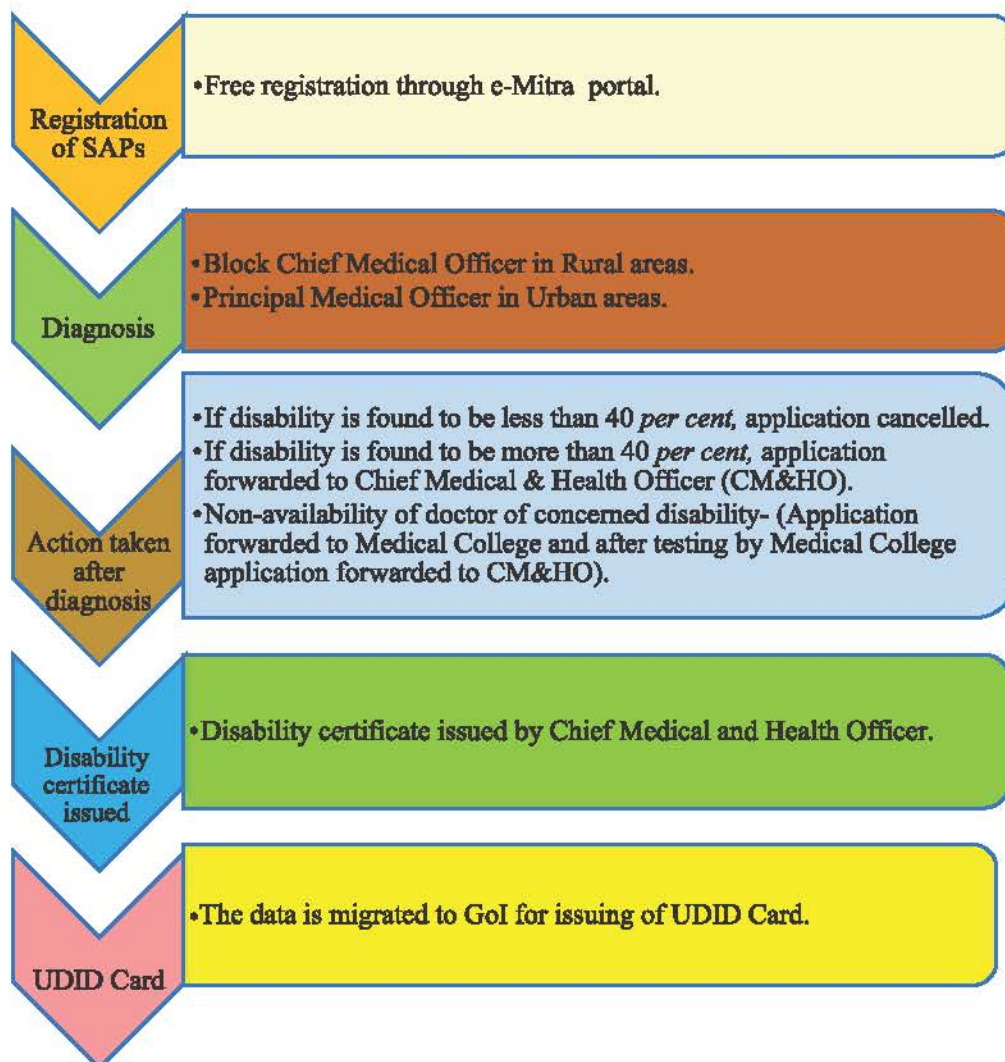 Registration
of SAPs
•Free registration through e-Mitra portal.
Diagnosis
•Block Chief Medical Officer in Rural areas.
•Principal Medical Officer in Urban areas.
Action taken
after
diagnosis
•If disability is found to be less than 40 per cent, application cancelled.
•If disability is found to be more than 40 per cent, application
forwarded to Chief Medical & Health Officer (CM&HO).
•Non-availability of doctor of concerned disability- (Application
forwarded to Medical College and after testing by Medical College
application forwarded to CM&HO).
Disability
certificate
issued
•Disability certificate issued by Chief Medical and Health Officer.
UDID Card
•The data is migrated to GoI for issuing of UDID Card.